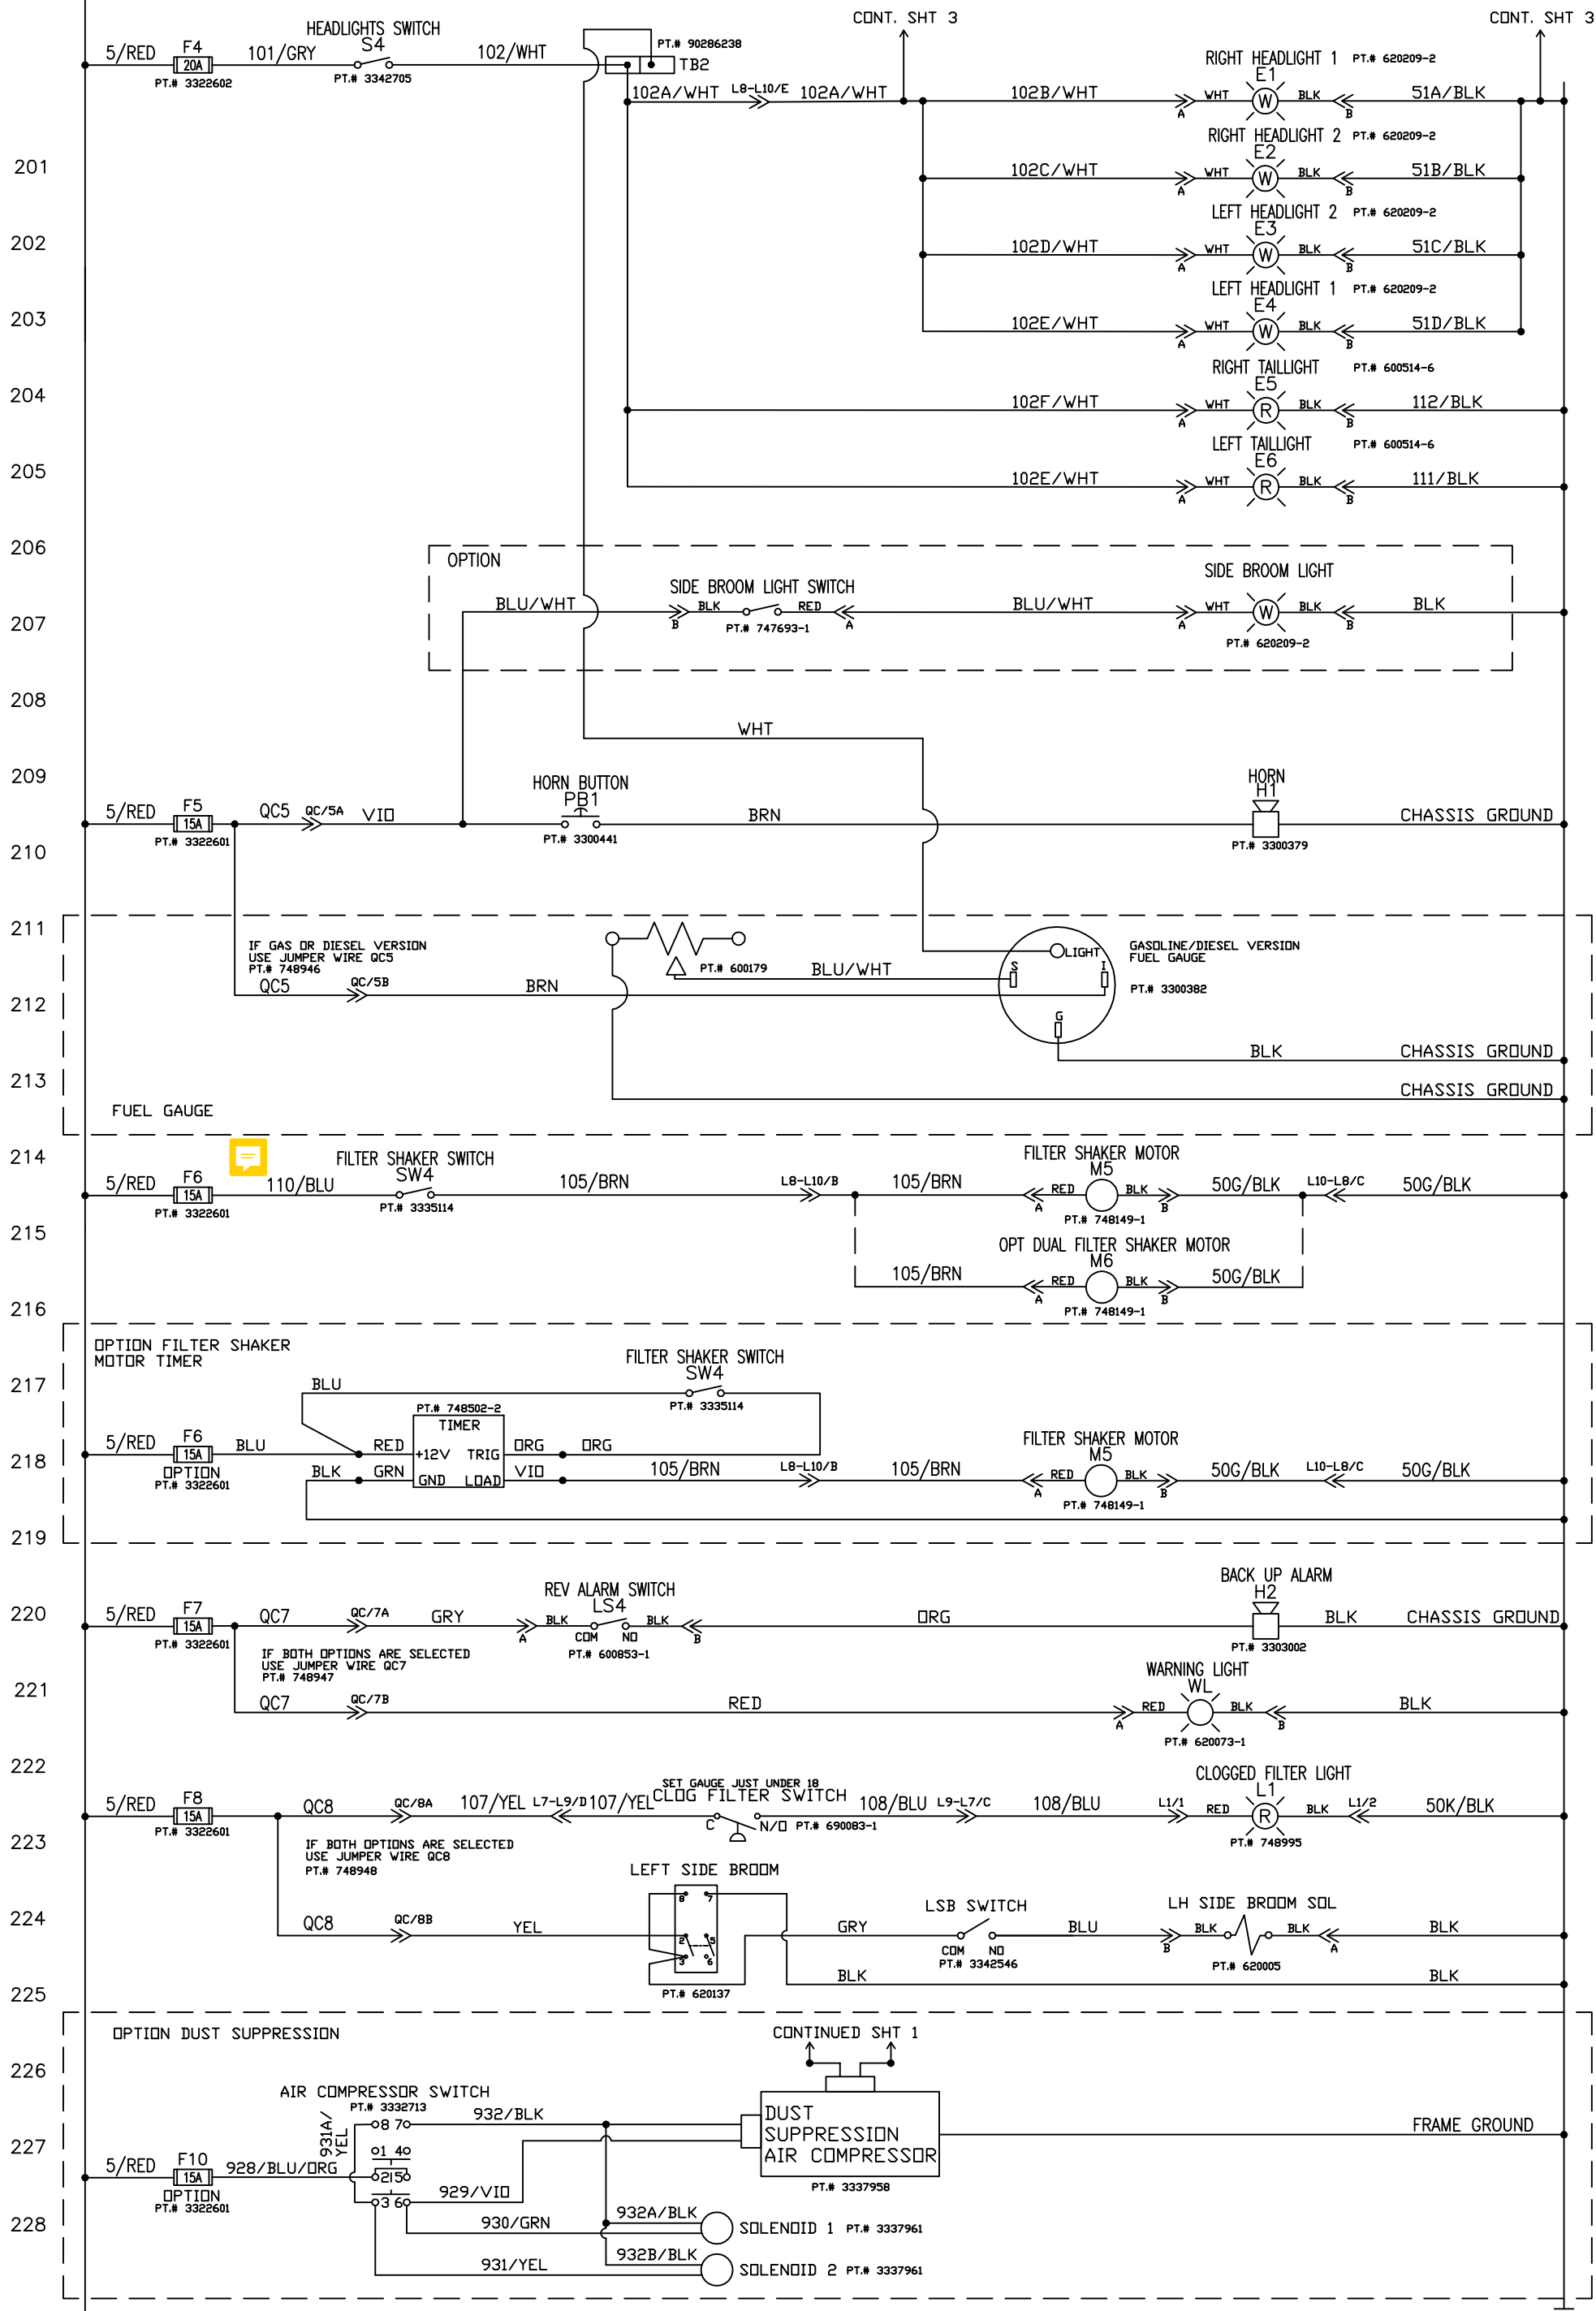 CONT. SHT 3
CONT. SHT 3
HEADLIGHTS SWITCH
S4
5/RED
F4
20A
PT.# 3322602
101/GRY
PT.# 3342705
102/WHT
PT.# 90286238
TB2
102A/WHT
L8-L10/E
102A/WHT
RIGHT HEADLIGHT 1 PT.# 620209-2
E1
102B/WHT
A
WHT
W
BLK
B
51A/BLK
201
RIGHT HEADLIGHT 2 PT.# 620209-2
E2
102C/WHT
A
WHT
W
BLK
B
51B/BLK
202
LEFT HEADLIGHT 2 PT.# 620209-2
E3
102D/WHT
A
WHT
W
BLK
B
51C/BLK
203
LEFT HEADLIGHT 1 PT.# 620209-2
E4
102E/WHT
A
WHT
W
BLK
B
51D/BLK
204
RIGHT TAILLIGHT PT.# 600514-6
E5
102F/WHT
A
WHT
R
BLK
B
112/BLK
205
LEFT TAILLIGHT PT.# 600514-6
E6
102E/WHT
A
WHT
R
BLK
B
111/BLK
206
OPTION
207
BLU/WHT
SIDE BROOM LIGHT SWITCH
B
BLK
RED
A
PT.# 747693-1
BLU/WHT
SIDE BROOM LIGHT
A
WHT
W
BLK
B
BLK
PT.# 620209-2
208
WHT
209
5/RED
F5
15A
PT.# 3322601
QC5
QC/5A
VIO
HORN BUTTON
PB1
PT.# 3300441
BRN
HORN
H1
PT.# 3300379
CHASSIS GROUND
210
211
IF GAS OR DIESEL VERSION
USE JUMPER WIRE QC5
PT.# 748946
QC5
QC/5B
BRN
PT.# 600179
BLU/WHT
LIGHT
S
I
G
GASOLINE/DIESEL VERSION
FUEL GAUGE
PT.# 3300382
212
BLK
CHASSIS GROUND
213
CHASSIS GROUND
FUEL GAUGE
214
5/RED
F6
15A
PT.# 3322601
110/BLU
FILTER SHAKER SWITCH
SW4
PT.# 3335114
105/BRN
L8-L10/B
105/BRN
FILTER SHAKER MOTOR
M5
A
RED
BLK
B
PT.# 748149-1
50G/BLK
L10-L8/C
50G/BLK
215
OPT DUAL FILTER SHAKER MOTOR
M6
105/BRN
A
RED
BLK
B
PT.# 748149-1
50G/BLK
216
OPTION FILTER SHAKER
MOTOR TIMER
217
BLU
FILTER SHAKER SWITCH
SW4
PT.# 3335114
PT.# 748502-2
TIMER
5/RED
F6
15A
OPTION
PT.# 3322601
BLU
RED
+12V TRIG
ORG
ORG
218
BLK
GRN
GND LOAD
VIO
105/BRN
L8-L10/B
105/BRN
FILTER SHAKER MOTOR
M5
A
RED
BLK
B
PT.# 748149-1
50G/BLK
L10-L8/C
50G/BLK
219
220
5/RED
F7
15A
PT.# 3322601
QC7
QC/7A
GRY
REV ALARM SWITCH
LS4
A
BLK
BLK
B
COM NO
PT.# 600853-1
ORG
BACK UP ALARM
H2
PT.# 3303002
BLK
CHASSIS GROUND
IF BOTH OPTIONS ARE SELECTED
USE JUMPER WIRE QC7
PT.# 748947
221
QC7
QC/7B
RED
WARNING LIGHT
WL
A
RED
BLK
B
PT.# 620073-1
BLK
222
5/RED
F8
15A
PT.# 3322601
QC8
QC/8A
107/YEL
L7-L9/D
107/YEL
SET GAUGE JUST UNDER 18
CLOG FILTER SWITCH
C
N/O PT.# 690083-1
108/BLU
L9-L7/C
108/BLU
CLOGGED FILTER LIGHT
L1
L1/1
RED
R
BLK
L1/2
50K/BLK
PT.# 748995
223
IF BOTH OPTIONS ARE SELECTED
USE JUMPER WIRE QC8
PT.# 748948
LEFT SIDE BROOM
8 7
2 5
3 6
PT.# 620137
224
QC8
QC/8B
YEL
GRY
LSB SWITCH
COM NO
PT.# 3342546
BLU
LH SIDE BROOM SOL
B
BLK
BLK
A
PT.# 620005
BLK
BLK
BLK
225
OPTION DUST SUPPRESSION
CONTINUED SHT 1
226
AIR COMPRESSOR SWITCH
PT.# 3332713
931A/
YEL
8 7
1 4
2 5
3 6
932/BLK
DUST
SUPPRESSION
AIR COMPRESSOR
PT.# 3337958
FRAME GROUND
227
5/RED
F10
15A
OPTION
PT.# 3322601
928/BLU/ORG
929/VIO
228
930/GRN
932A/BLK
SOLENOID 1 PT.# 3337961
931/YEL
932B/BLK
SOLENOID 2 PT.# 3337961